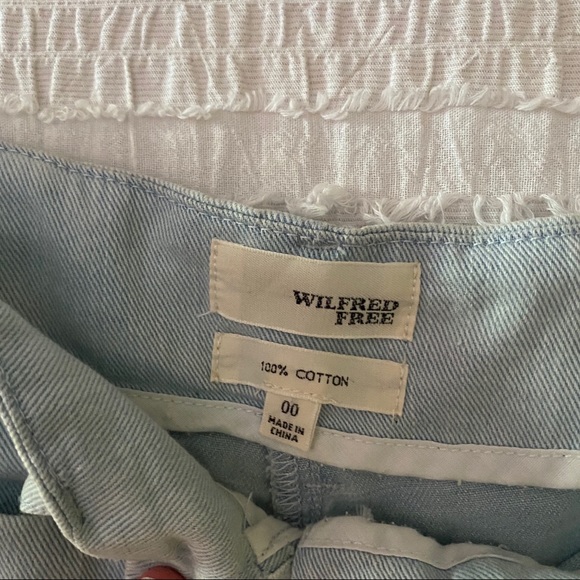 WILFRED
FREE
100% COTTON
00
MADE IN
CHINA